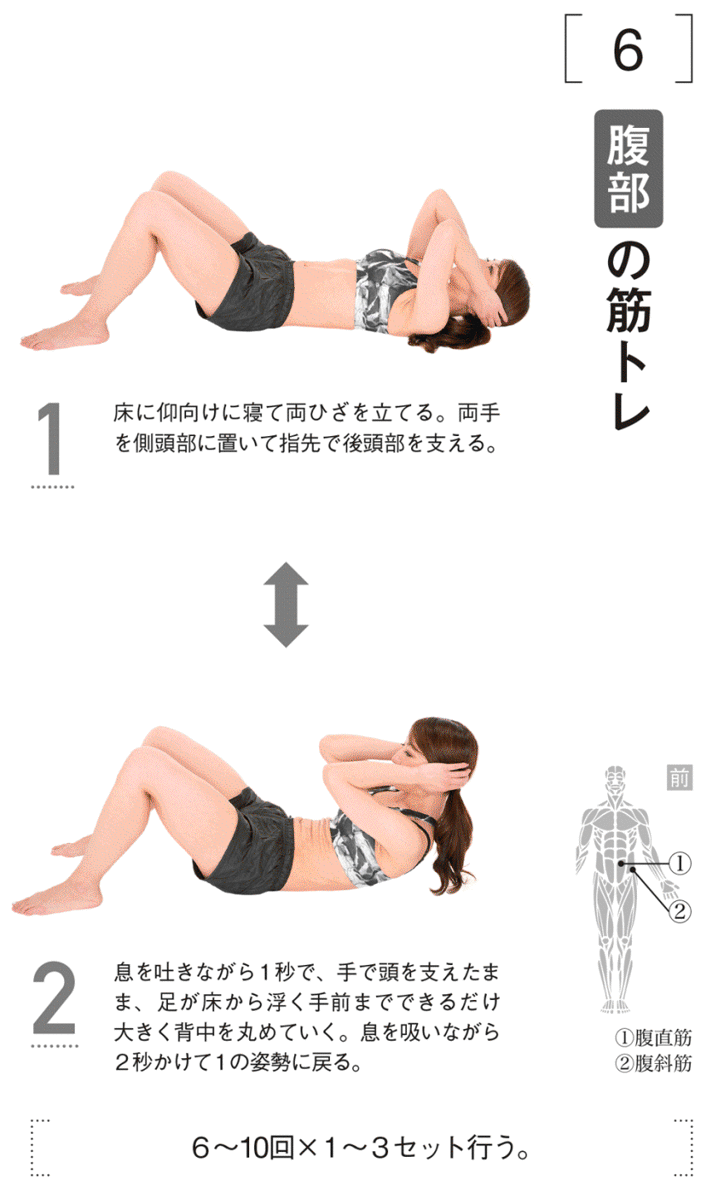 6
腹部の筋トレ
1
床に仰向けに寝て両ひざを立てる。両手
を側頭部に置いて指先で後頭部を支える。
2
息を吐きながら1秒で、手で頭を支えたま
ま、足が床から浮く手前までできるだけ
大きく背中を丸めていく。息を吸いながら
2秒かけて1の姿勢に戻る。
前
①
②
①腹直筋
②腹斜筋
6〜10回×1〜3セット行う。